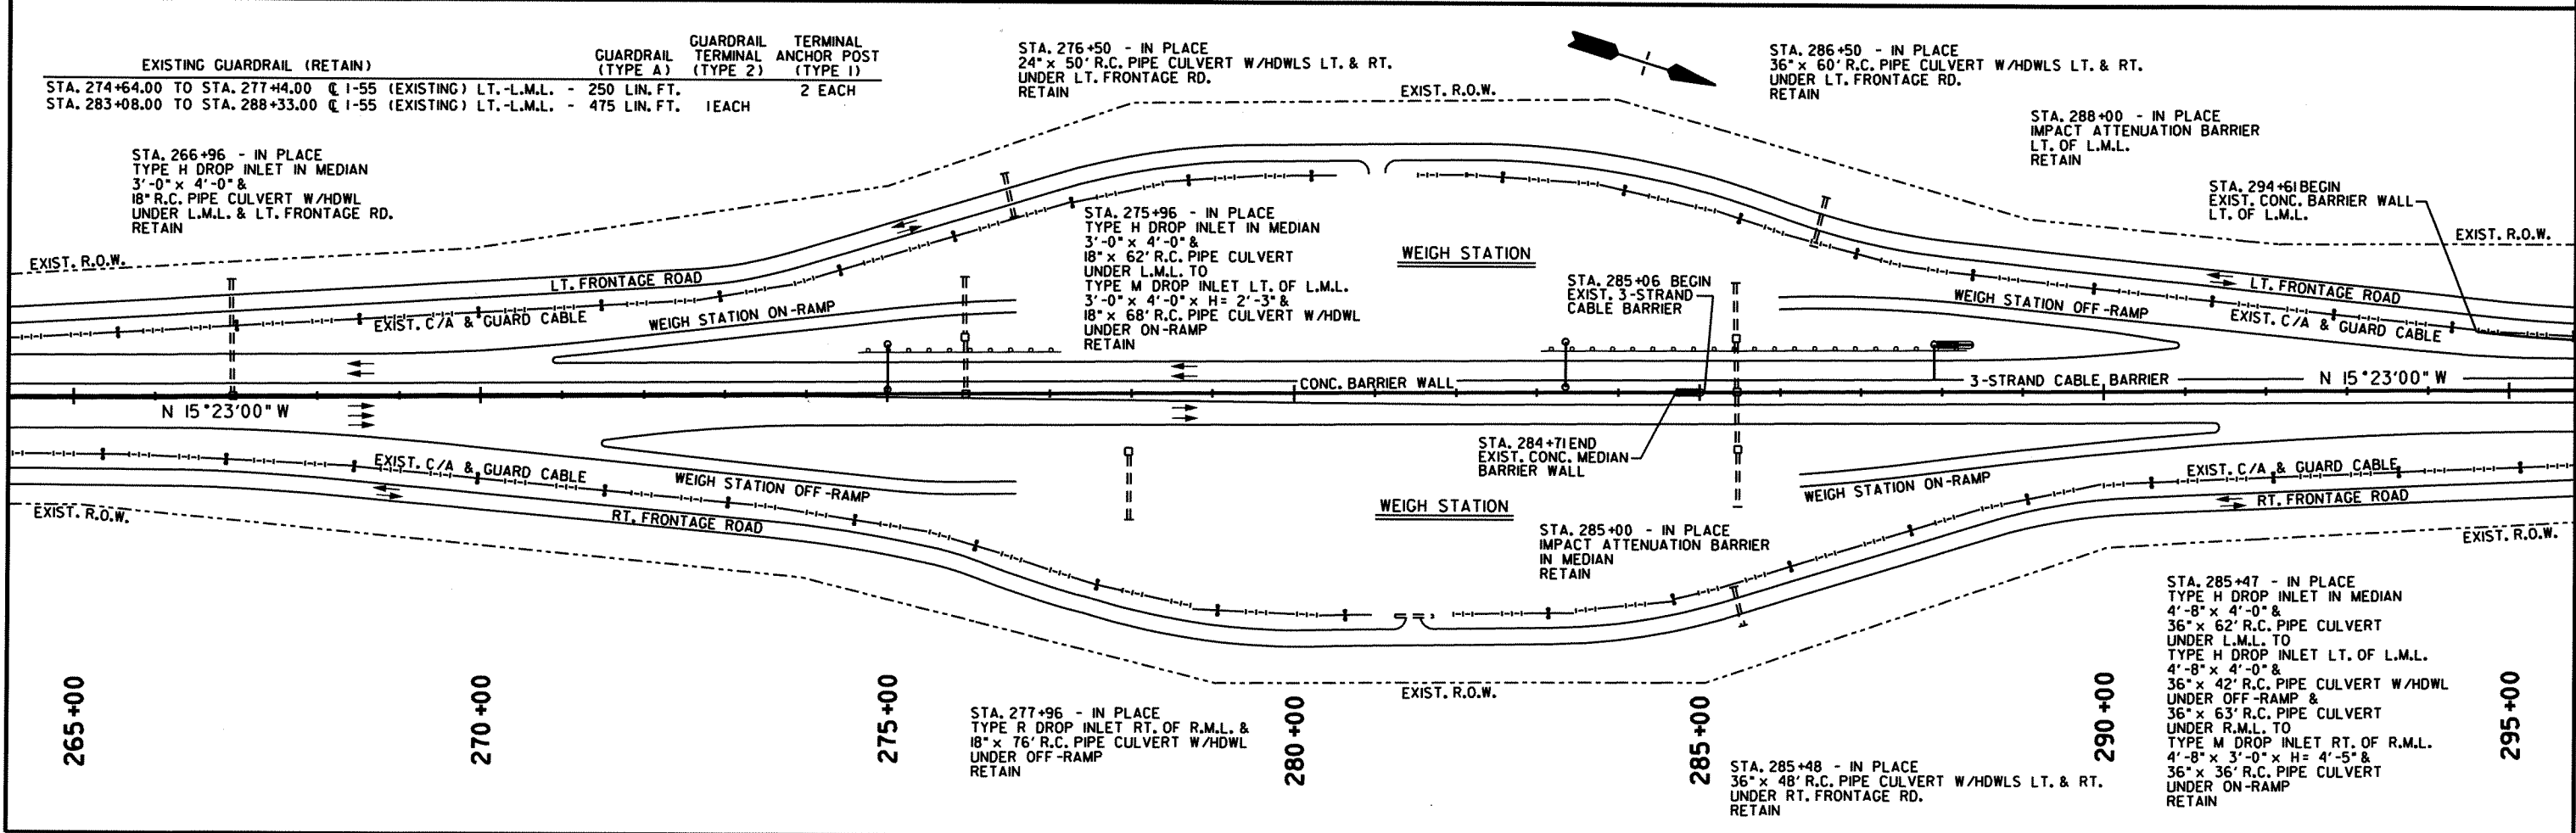 EXISTING GUARDRAIL (RETAIN) GUARDRAIL (TYPE A) GUARDRAIL TERMINAL (TYPE 2) TERMINAL ANCHOR POST (TYPE 1)
STA. 274+64.00 TO STA. 277+14.00 ℄ I-55 (EXISTING) LT.-L.M.L. - 250 LIN. FT. 2 EACH
STA. 283+08.00 TO STA. 288+33.00 ℄ I-55 (EXISTING) LT.-L.M.L. - 475 LIN. FT. 1 EACH
STA. 276+50 - IN PLACE
24" x 50' R.C. PIPE CULVERT W/HDWLS LT. & RT.
UNDER LT. FRONTAGE RD.
RETAIN
STA. 286+50 - IN PLACE
36" x 60' R.C. PIPE CULVERT W/HDWLS LT. & RT.
UNDER LT. FRONTAGE RD.
RETAIN
EXIST. R.O.W.
STA. 288+00 - IN PLACE
IMPACT ATTENUATION BARRIER
LT. OF L.M.L.
RETAIN
STA. 266+96 - IN PLACE
TYPE H DROP INLET IN MEDIAN
3'-0" x 4'-0" &
18" R.C. PIPE CULVERT W/HDWL
UNDER L.M.L. & LT. FRONTAGE RD.
RETAIN
STA. 294+61 BEGIN
EXIST. CONC. BARRIER WALL
LT. OF L.M.L.
STA. 275+96 - IN PLACE
TYPE H DROP INLET IN MEDIAN
3'-0" x 4'-0" &
18" x 62' R.C. PIPE CULVERT
UNDER L.M.L. TO
TYPE M DROP INLET LT. OF L.M.L.
3'-0" x 4'-0" x H= 2'-3" &
18" x 68' R.C. PIPE CULVERT W/HDWL
UNDER ON-RAMP
RETAIN
EXIST. R.O.W.
EXIST. R.O.W.
WEIGH STATION
LT. FRONTAGE ROAD
STA. 285+06 BEGIN
EXIST. 3-STRAND
CABLE BARRIER
LT. FRONTAGE ROAD
WEIGH STATION OFF-RAMP
EXIST. C/A & GUARD CABLE
WEIGH STATION ON-RAMP
EXIST. C/A & GUARD CABLE
CONC. BARRIER WALL
3-STRAND CABLE BARRIER
N 15°23'00" W
N 15°23'00" W
STA. 284+71 END
EXIST. CONC. MEDIAN
BARRIER WALL
EXIST. C/A & GUARD CABLE
WEIGH STATION OFF-RAMP
RT. FRONTAGE ROAD
EXIST. R.O.W.
WEIGH STATION
EXIST. C/A & GUARD CABLE
WEIGH STATION ON-RAMP
RT. FRONTAGE ROAD
EXIST. R.O.W.
STA. 285+00 - IN PLACE
IMPACT ATTENUATION BARRIER
IN MEDIAN
RETAIN
STA. 285+47 - IN PLACE
TYPE H DROP INLET IN MEDIAN
4'-8" x 4'-0" &
36" x 62' R.C. PIPE CULVERT
UNDER L.M.L. TO
TYPE H DROP INLET LT. OF L.M.L.
4'-8" x 4'-0" &
36" x 42' R.C. PIPE CULVERT W/HDWL
UNDER OFF-RAMP &
36" x 63' R.C. PIPE CULVERT
UNDER R.M.L. TO
TYPE M DROP INLET RT. OF R.M.L.
4'-8" x 3'-0" x H= 4'-5" &
36" x 36' R.C. PIPE CULVERT
UNDER ON-RAMP
RETAIN
EXIST. R.O.W.
STA. 277+96 - IN PLACE
TYPE R DROP INLET RT. OF R.M.L. &
18" x 76' R.C. PIPE CULVERT W/HDWL
UNDER OFF-RAMP
RETAIN
STA. 285+48 - IN PLACE
36" x 48' R.C. PIPE CULVERT W/HDWLS LT. & RT.
UNDER RT. FRONTAGE RD.
RETAIN
265+00
270+00
275+00
280+00
285+00
290+00
295+00